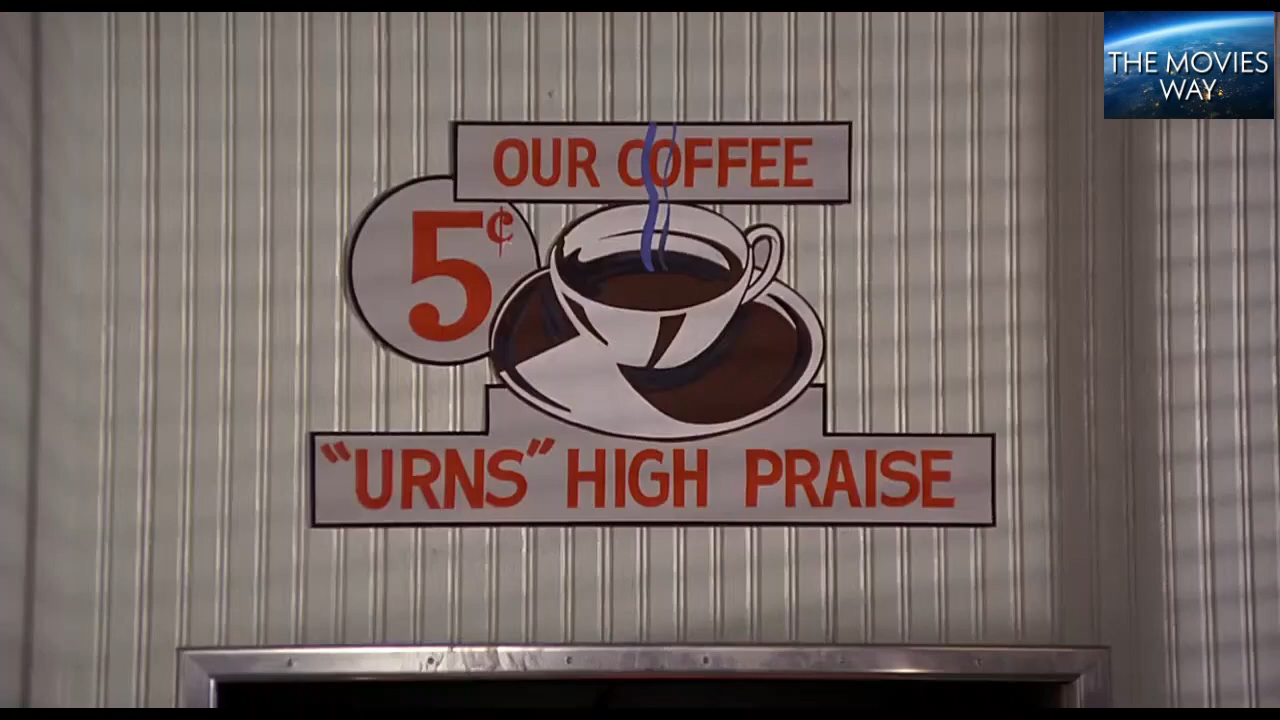 THE MOVIES
WAY
OUR COFFEE
5¢
"URNS" HIGH PRAISE